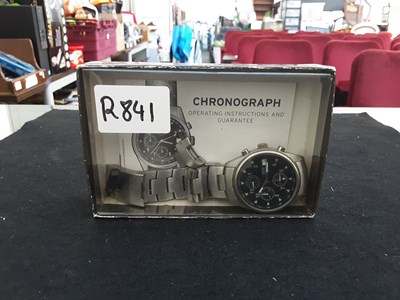 R841
CHRONOGRAPH
OPERATING INSTRUCTIONS AND
GUARANTEE